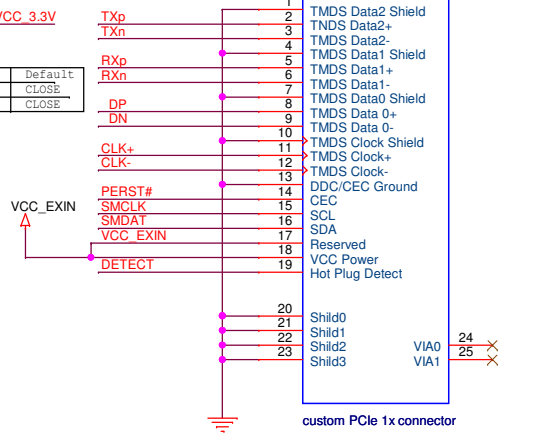 1 TMDS Data2 Shield
VCC_3.3V TXp 2 TNDS Data2+
TXn 3 TMDS Data2-
4 TMDS Data1 Shield
RXp 5 TMDS Data1+
Default RXn 6 TMDS Data1-
CLOSE 7 TMDS Data0 Shield
CLOSE DP 8 TMDS Data 0+
DN 9 TMDS Data 0-
10 TMDS Clock Shield
CLK+ 11 TMDS Clock+
CLK- 12 TMDS Clock-
13 DDC/CEC Ground
PERST# 14 CEC
VCC_EXIN SMCLK 15 SCL
SMDAT 16 SDA
VCC_EXIN 17 Reserved
18 VCC Power
DETECT 19 Hot Plug Detect
20 Shild0
21 Shild1
22 Shild2 VIA0 24
23 Shild3 VIA1 25
custom PCIe 1x connector